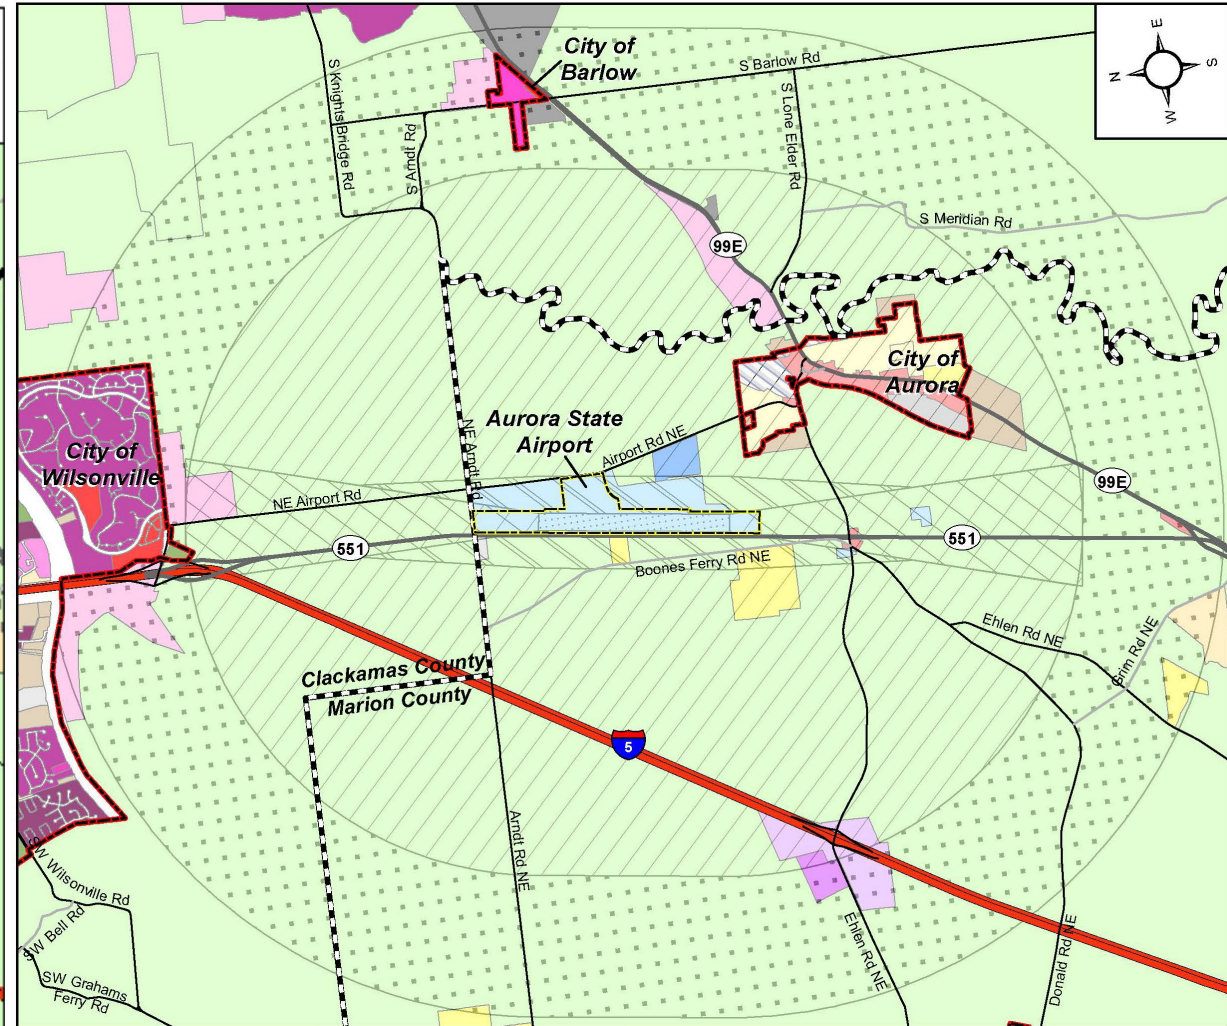 City of
Barlow
E
N
S
W
S Barlow Rd
S Knights Bridge Rd
S Arndt Rd
S Lone Elder Rd
S Meridian Rd
99E
City of
Aurora
Aurora State
Airport
Airport Rd NE
NE Arndt Rd
City of
Wilsonville
NE Airport Rd
99E
551
551
Boones Ferry Rd NE
Ehlen Rd NE
Grim Rd NE
Clackamas County
Marion County
5
Arndt Rd NE
SW Wilsonville Rd
SW Bell Rd
SW Grahams
Ferry Rd
Ehlen Rd NE
Donald Rd NE